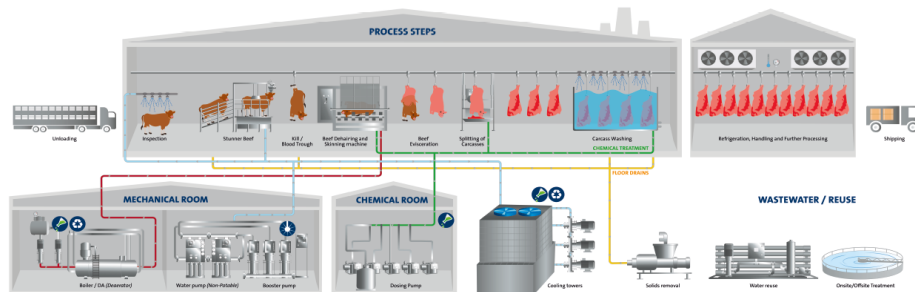 PROCESS STEPS
Unloading
Inspection
Stunner Beef
Kill /
Blood Trough
Beef Dehairing and
Skinning machine
Beef
Evisceration
Splitting of
Carcasses
Carcass Washing
CHEMICAL TREATMENT
Refrigeration, Handling and Further Processing
Shipping
FLOOR DRAINS
MECHANICAL ROOM
CHEMICAL ROOM
WASTEWATER / REUSE
Boiler / DA (Deaerator)
Water pump (Non-Potable)
Booster pump
Dosing Pump
Cooling towers
Solids removal
Water reuse
Onsite/Offsite Treatment